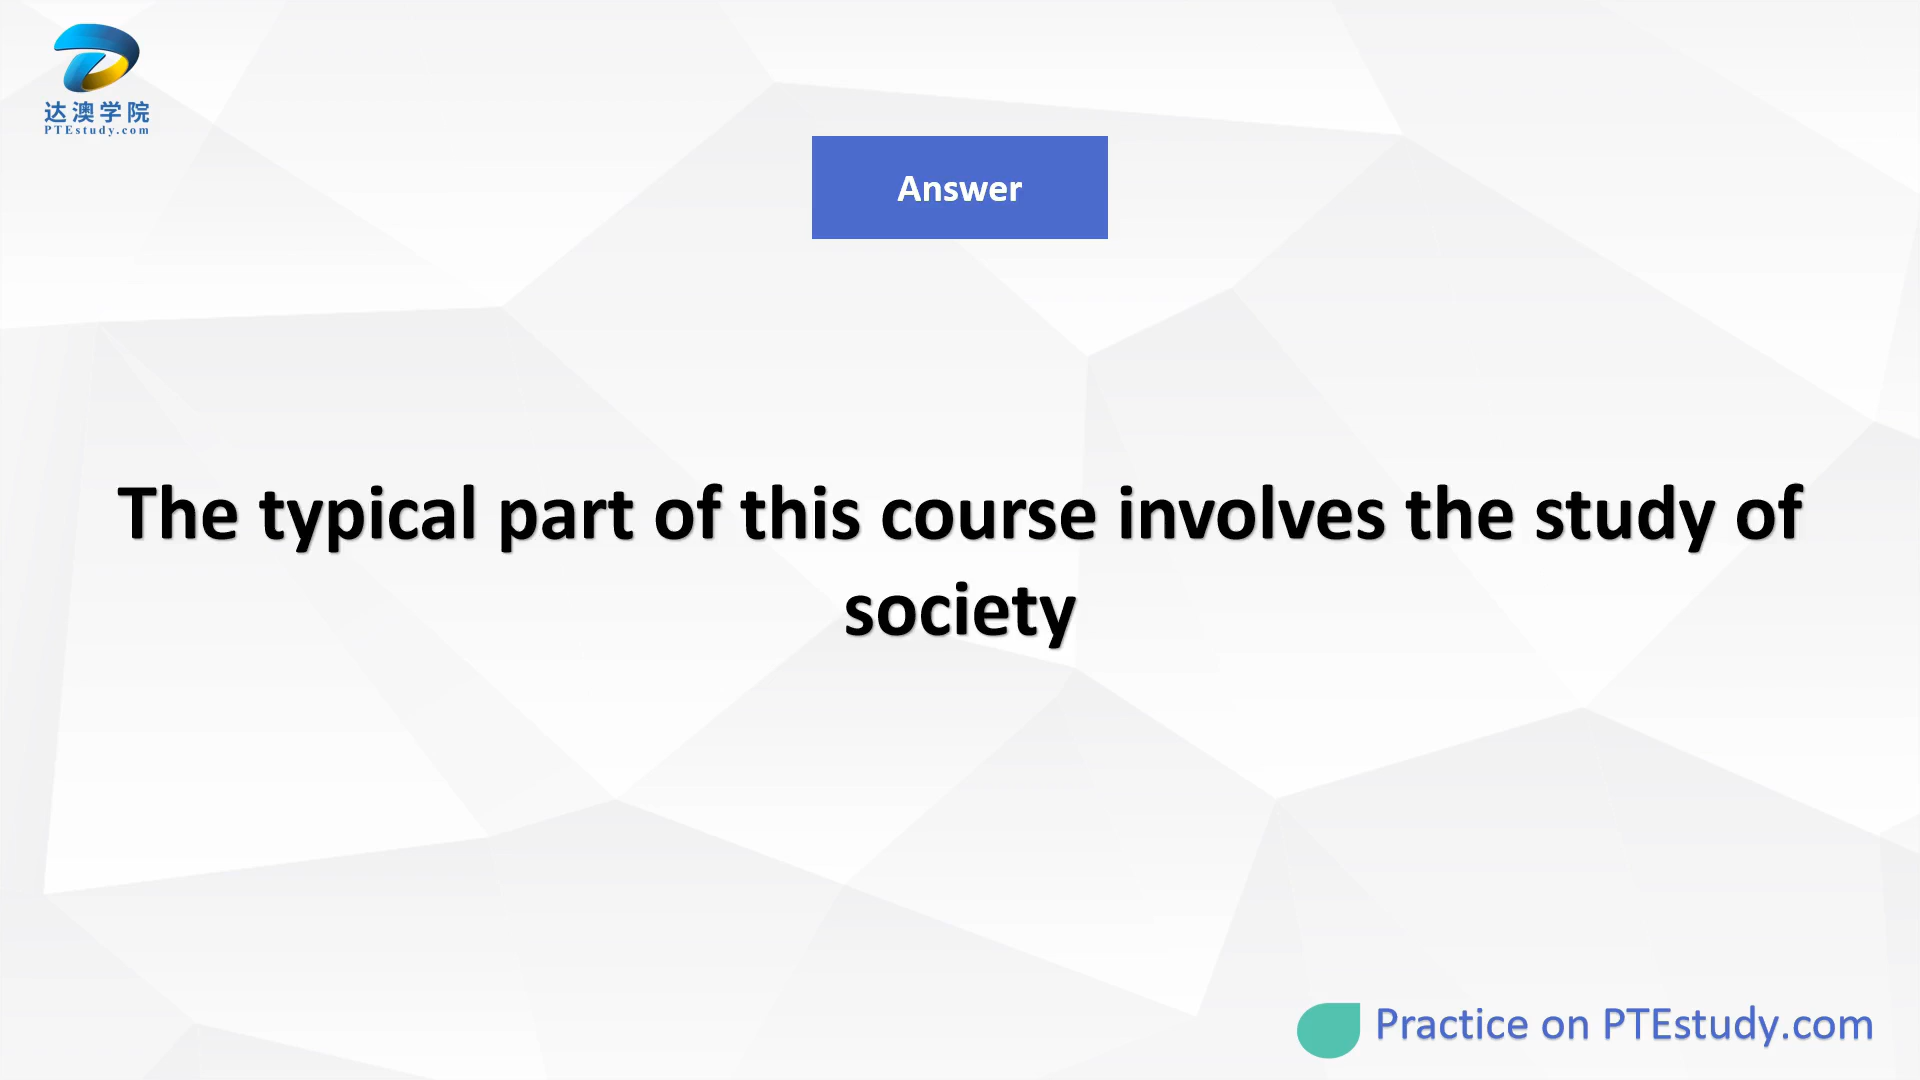 达澳学院
PTEstudy.com
Answer
The typical part of this course involves the study of
society
Practice on PTEstudy.com